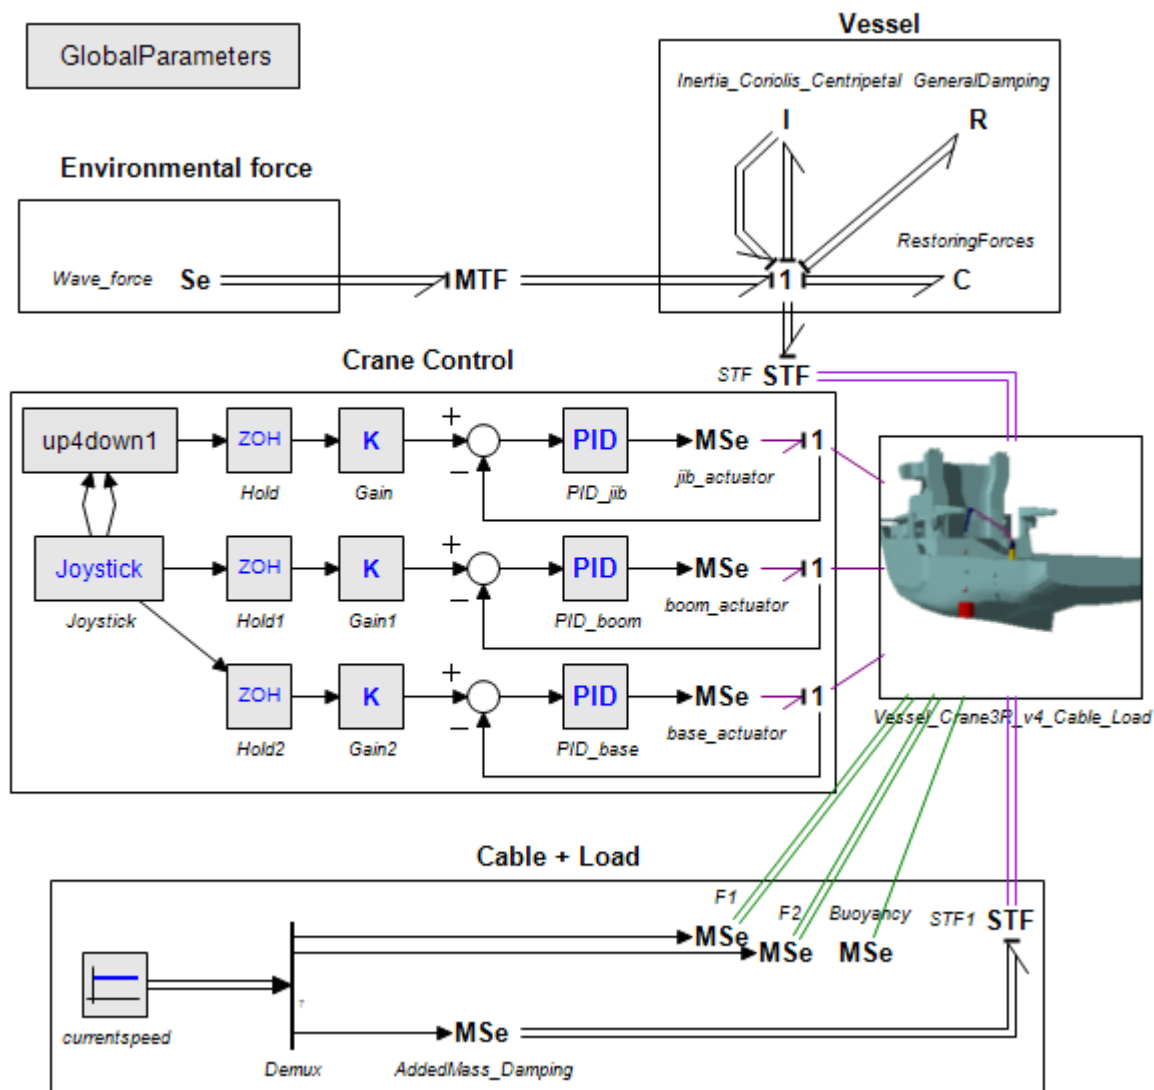 GlobalParameters
Vessel
Inertia_Coriolis_Centripetal GeneralDamping
I R
Environmental force
RestoringForces
Wave_force Se MTF 1 C
Crane Control
STF STF
up4down1 ZOH K + − PID MSe 1
Hold Gain PID_jib jib_actuator
Joystick ZOH K + − PID MSe 1
Joystick Hold1 Gain1 PID_boom boom_actuator
ZOH K + − PID MSe 1
Hold2 Gain2 PID_base base_actuator
Vessel_Crane3R_v4_Cable_Load
Cable + Load
F1 F2 Buoyancy STF1 STF
MSe MSe MSe
currentspeed
MSe
Demux AddedMass_Damping